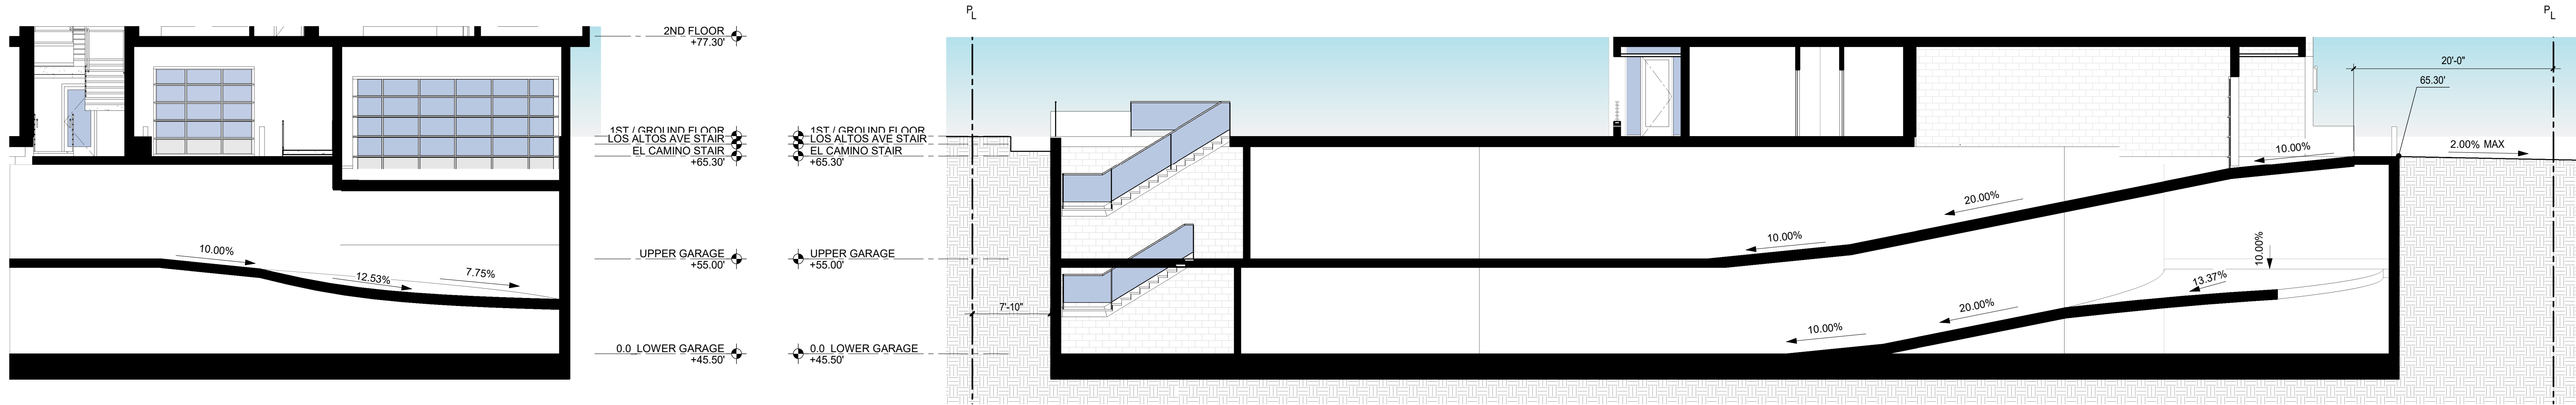 2ND FLOOR
+77.30'
1ST / GROUND FLOOR
LOS ALTOS AVE STAIR
EL CAMINO STAIR
+65.30'
UPPER GARAGE
+55.00'
0.0 LOWER GARAGE
+45.50'
10.00%
12.53%
7.75%
1ST / GROUND FLOOR
LOS ALTOS AVE STAIR
EL CAMINO STAIR
+65.30'
UPPER GARAGE
+55.00'
0.0 LOWER GARAGE
+45.50'
PL
PL
20'-0"
65.30'
2.00% MAX
10.00%
20.00%
10.00%
10.00%
13.37%
20.00%
10.00%
7'-10"